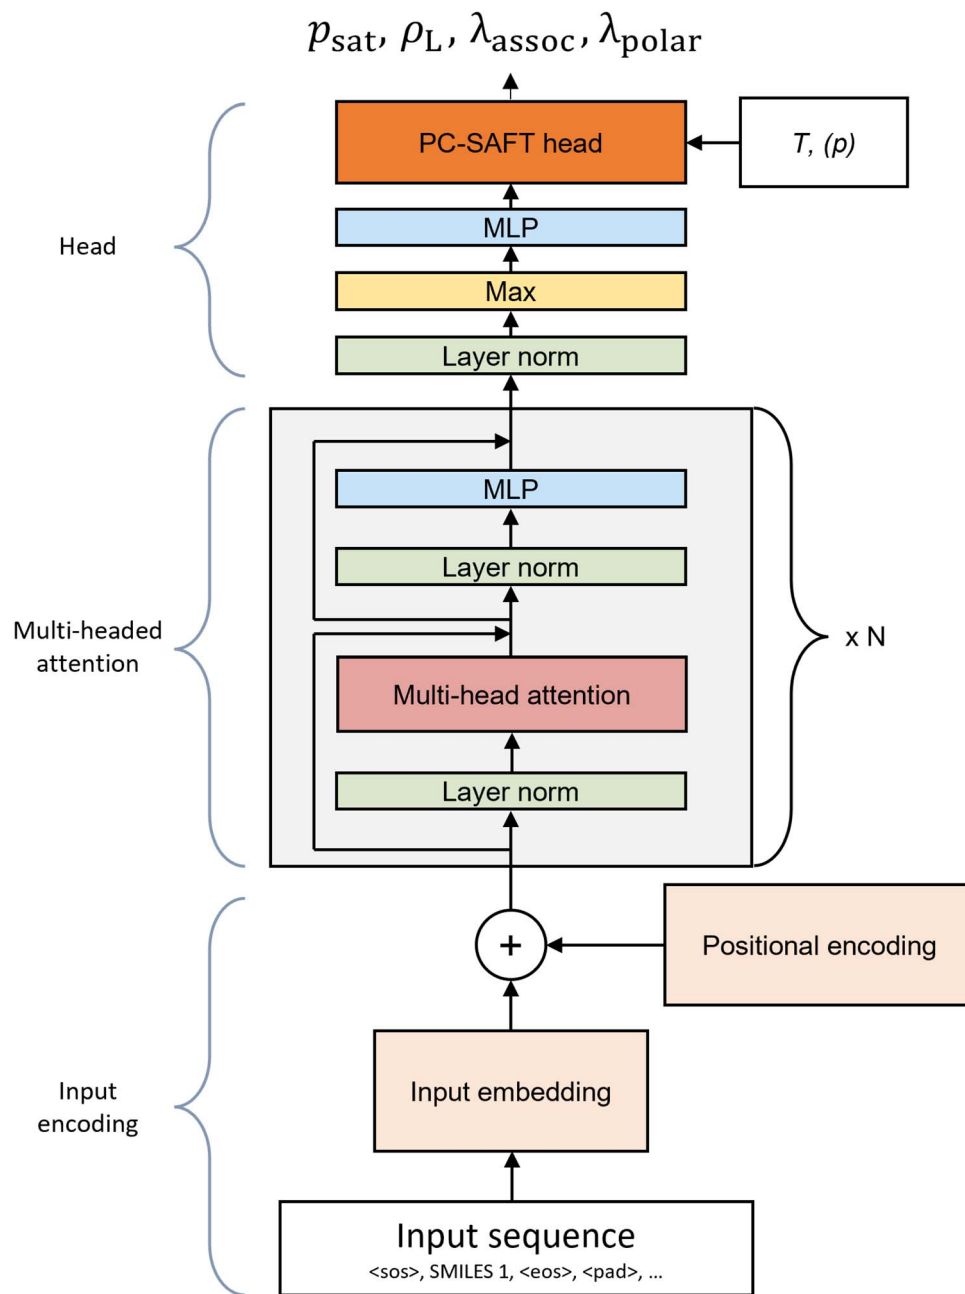 p_sat, ρ_L, λ_assoc, λ_polar
PC-SAFT head
T, (p)
MLP
Head
Max
Layer norm
MLP
Layer norm
Multi-headed
attention
x N
Multi-head attention
Layer norm
+
Positional encoding
Input embedding
Input
encoding
Input sequence
<sos>, SMILES 1, <eos>, <pad>, ...